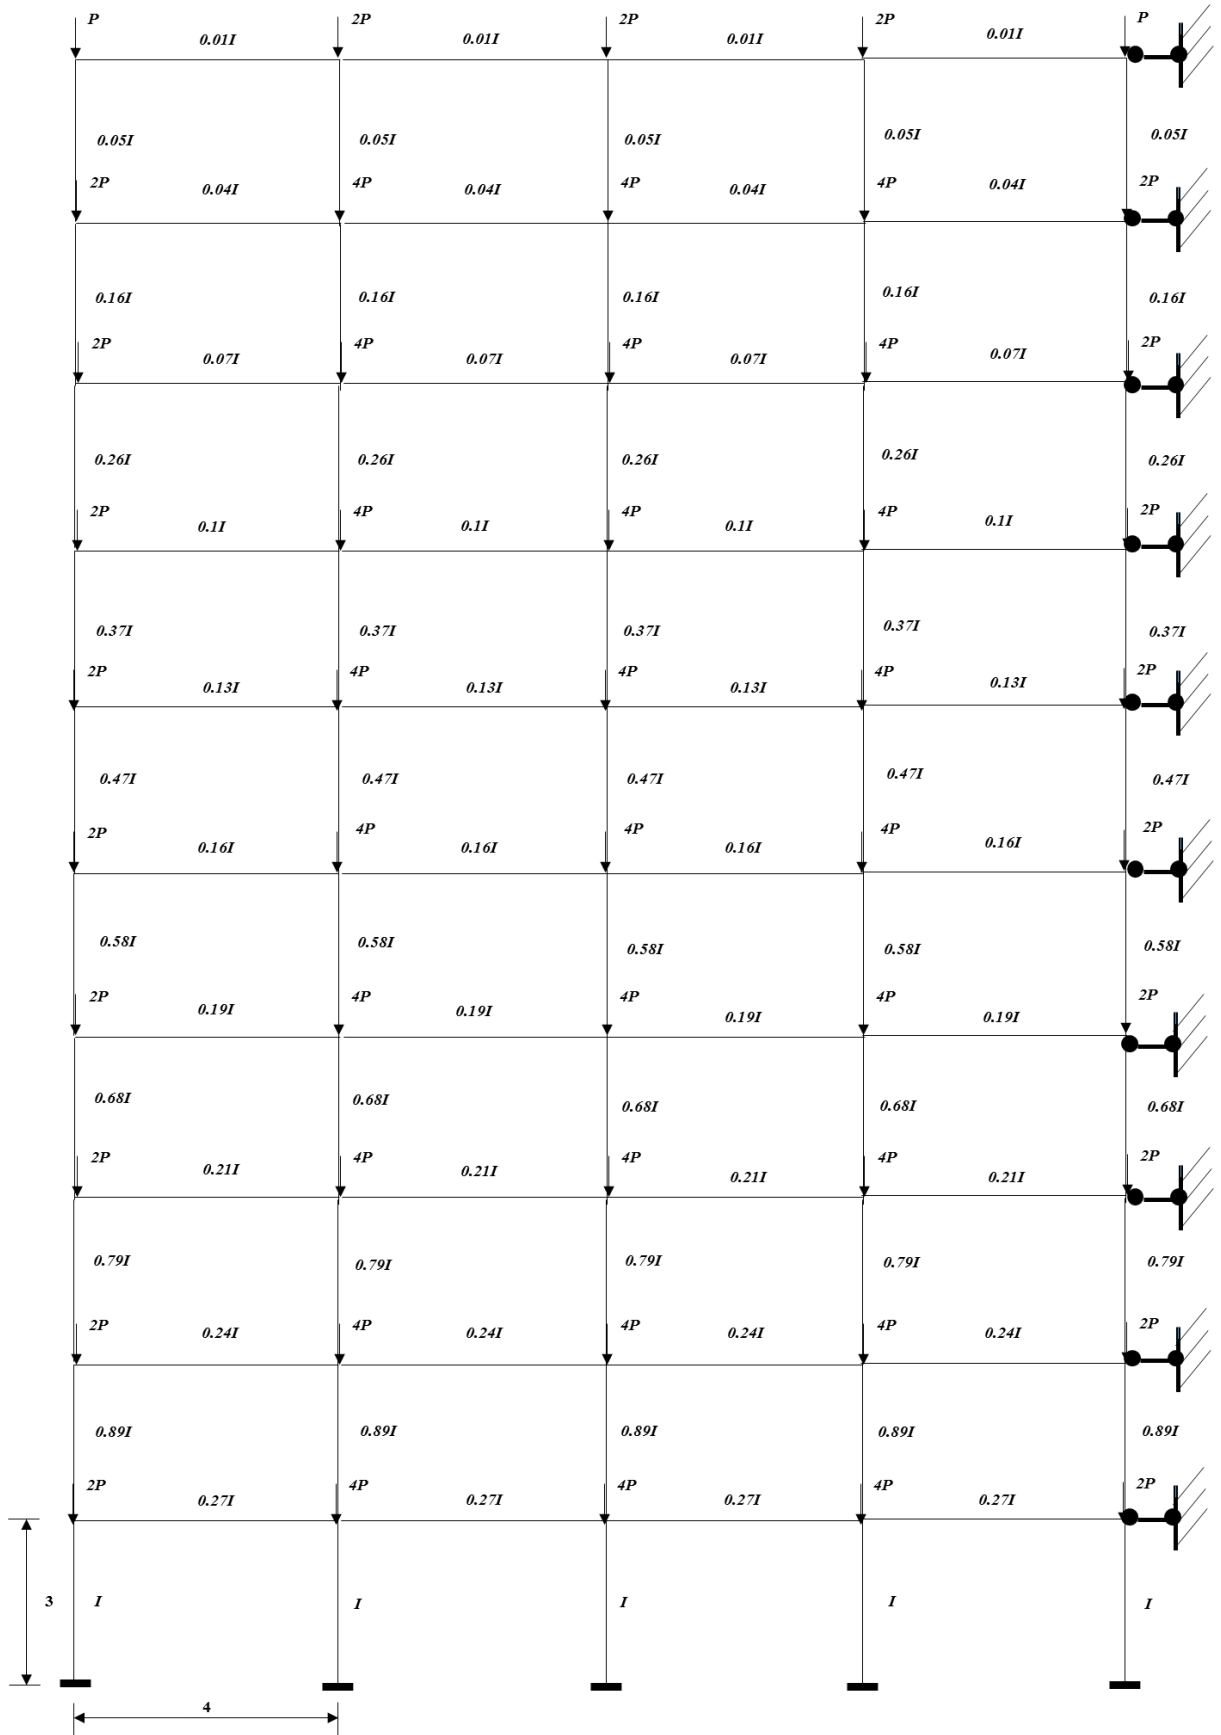 P 2P 2P 2P P
0.01I 0.01I 0.01I 0.01I
0.05I 0.05I 0.05I 0.05I 0.05I
2P 4P 4P 4P 2P
0.04I 0.04I 0.04I 0.04I
0.16I 0.16I 0.16I 0.16I 0.16I
2P 4P 4P 4P 2P
0.07I 0.07I 0.07I 0.07I
0.26I 0.26I 0.26I 0.26I 0.26I
2P 4P 4P 4P 2P
0.1I 0.1I 0.1I 0.1I
0.37I 0.37I 0.37I 0.37I 0.37I
2P 4P 4P 4P 2P
0.13I 0.13I 0.13I 0.13I
0.47I 0.47I 0.47I 0.47I 0.47I
2P 4P 4P 4P 2P
0.16I 0.16I 0.16I 0.16I
0.58I 0.58I 0.58I 0.58I 0.58I
2P 4P 4P 4P 2P
0.19I 0.19I 0.19I 0.19I
0.68I 0.68I 0.68I 0.68I 0.68I
2P 4P 4P 4P 2P
0.21I 0.21I 0.21I 0.21I
0.79I 0.79I 0.79I 0.79I 0.79I
2P 4P 4P 4P 2P
0.24I 0.24I 0.24I 0.24I
0.89I 0.89I 0.89I 0.89I 0.89I
2P 4P 4P 4P 2P
0.27I 0.27I 0.27I 0.27I
3 I I I I I
4